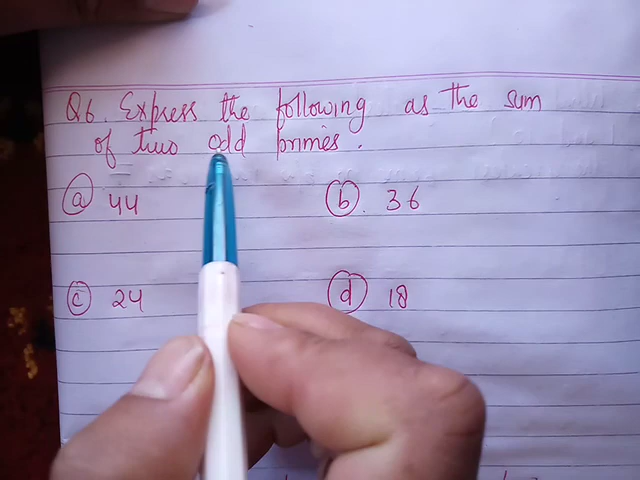 Q6. Express the following as the sum
of two odd primes.
(a) 44 (b). 36
(c) 24 (d) 18